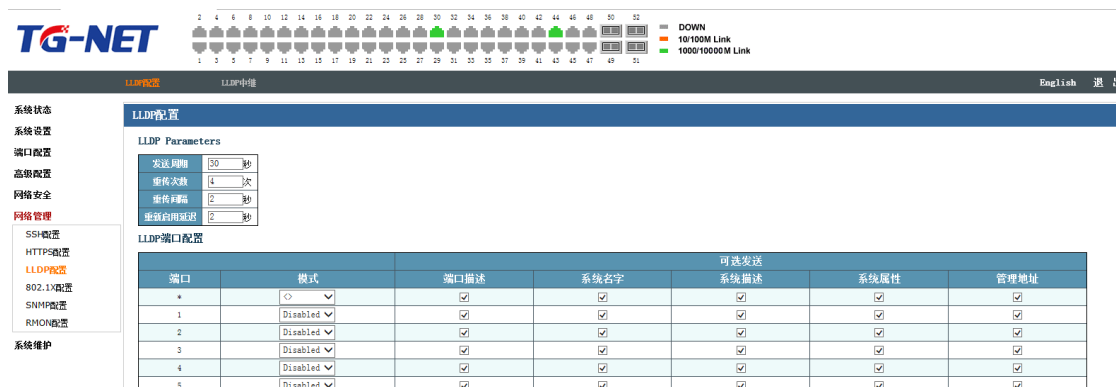 TG-NET
2 4 6 8 10 12 14 16 18 20 22 24 26 28 30 32 34 36 38 40 42 44 46 48 50 52
1 3 5 7 9 11 13 15 17 19 21 23 25 27 29 31 33 35 37 39 41 43 45 47 49 51
DOWN
10/100M Link
1000/10000M Link
LLDP配置 LLDP中继 English 退
系统状态
系统设置
端口配置
高级配置
网络安全
网络管理
SSH配置
HTTPS配置
LLDP配置
802.1X配置
SNMP配置
RMON配置
系统维护
LLDP配置
LLDP Parameters
发送周期 30 秒
重传次数 4 次
重传间隔 2 秒
重新启用延迟 2 秒
LLDP端口配置
可选发送
端口 模式 端口描述 系统名字 系统描述 系统属性 管理地址
* <>
1 Disabled
2 Disabled
3 Disabled
4 Disabled
5 Disabled